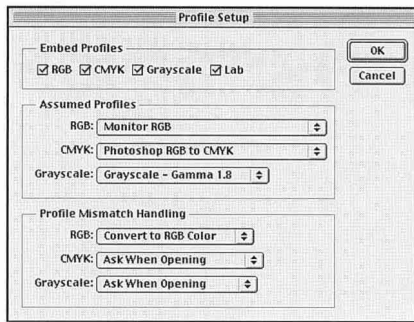 Profile Setup
Embed Profiles
RGB CMYK Grayscale Lab
OK
Cancel
Assumed Profiles
RGB: Monitor RGB
CMYK: Photoshop RGB to CMYK
Grayscale: Grayscale - Gamma 1.8
Profile Mismatch Handling
RGB: Convert to RGB Color
CMYK: Ask When Opening
Grayscale: Ask When Opening